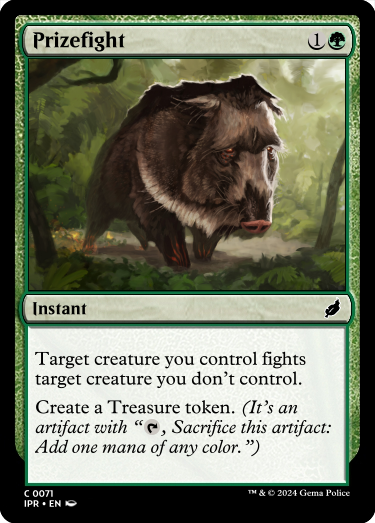 Prizefight 1
Instant
Target creature you control fights
target creature you don't control.
Create a Treasure token. (It's an
artifact with “, Sacrifice this artifact:
Add one mana of any color.”)
C 0071
IPR • EN
™ & © 2024 Gema Police